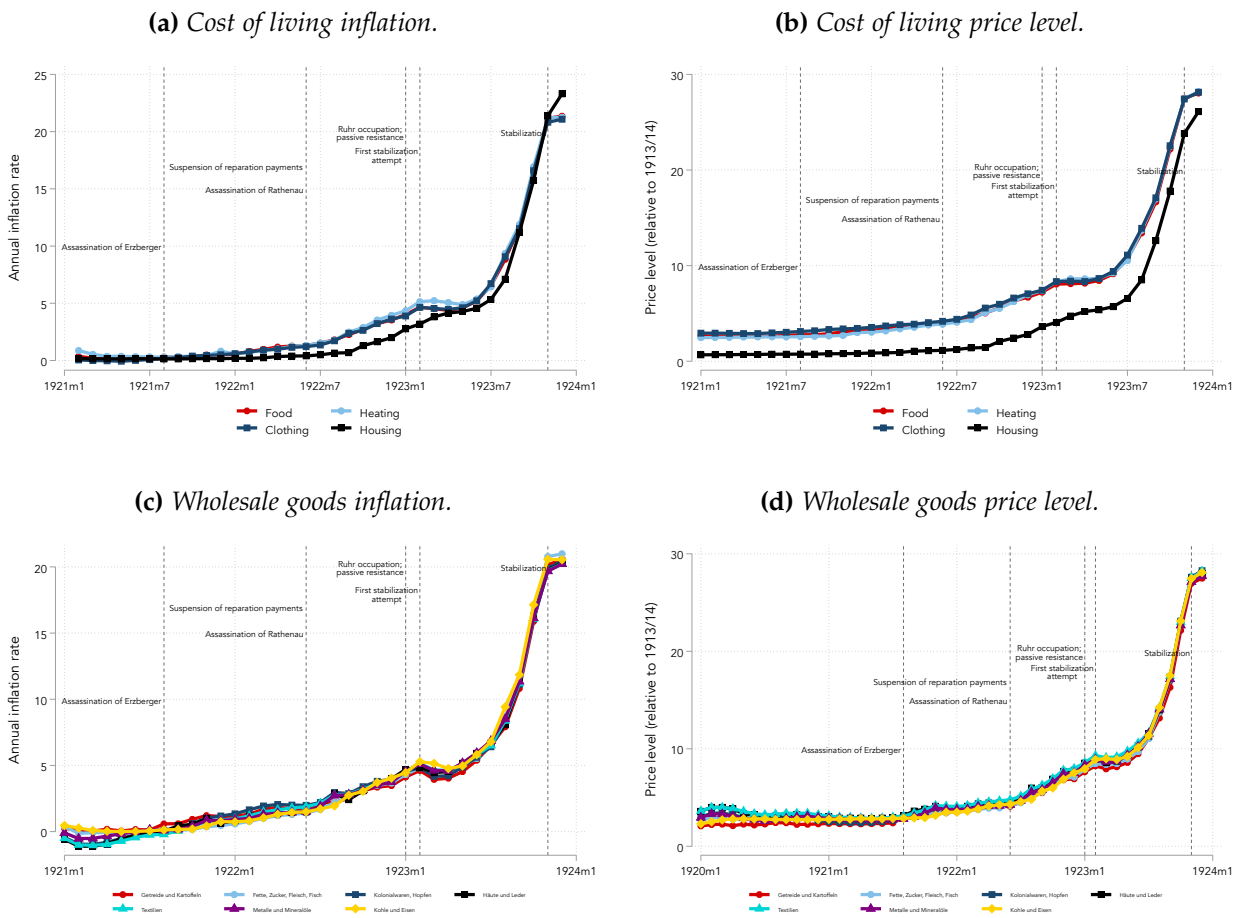 (a) Cost of living inflation.
Annual inflation rate
25
20
15
10
5
0
Ruhr occupation;
passive resistance
Stabilization
First stabilization
attempt
Suspension of reparation payments
Assassination of Rathenau
Assassination of Erzberger
1921m1 1921m7 1922m1 1922m7 1923m1 1923m7 1924m1
Food Heating
Clothing Housing
(b) Cost of living price level.
Price level (relative to 1913/14)
30
20
10
0
Ruhr occupation;
passive resistance
Stabilization
First stabilization
attempt
Suspension of reparation payments
Assassination of Rathenau
Assassination of Erzberger
1921m1 1921m7 1922m1 1922m7 1923m1 1923m7 1924m1
Food Heating
Clothing Housing
(c) Wholesale goods inflation.
Annual inflation rate
20
15
10
5
0
Ruhr occupation;
passive resistance
Stabilization
First stabilization
attempt
Suspension of reparation payments
Assassination of Rathenau
Assassination of Erzberger
1921m1 1922m1 1923m1 1924m1
Getreide und Kartoffeln Fette, Zucker, Fleisch, Fisch Kolonialwaren, Hopfen Häute und Leder
Textilien Metalle und Mineralöle Kohle und Eisen
(d) Wholesale goods price level.
Price level (relative to 1913/14)
30
20
10
0
Ruhr occupation;
passive resistance
Stabilization
First stabilization
attempt
Suspension of reparation payments
Assassination of Rathenau
Assassination of Erzberger
1920m1 1921m1 1922m1 1923m1 1924m1
Getreide und Kartoffeln Fette, Zucker, Fleisch, Fisch Kolonialwaren, Hopfen Häute und Leder
Textilien Metalle und Mineralöle Kohle und Eisen